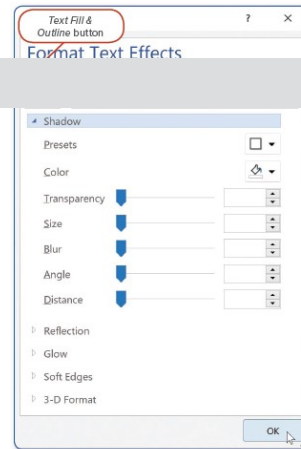 Text Fill &
Outline button
?
Format Text Effects
Shadow
Presets
Color
Transparency
Size
Blur
Angle
Distance
Reflection
Glow
Soft Edges
3-D Format
OK